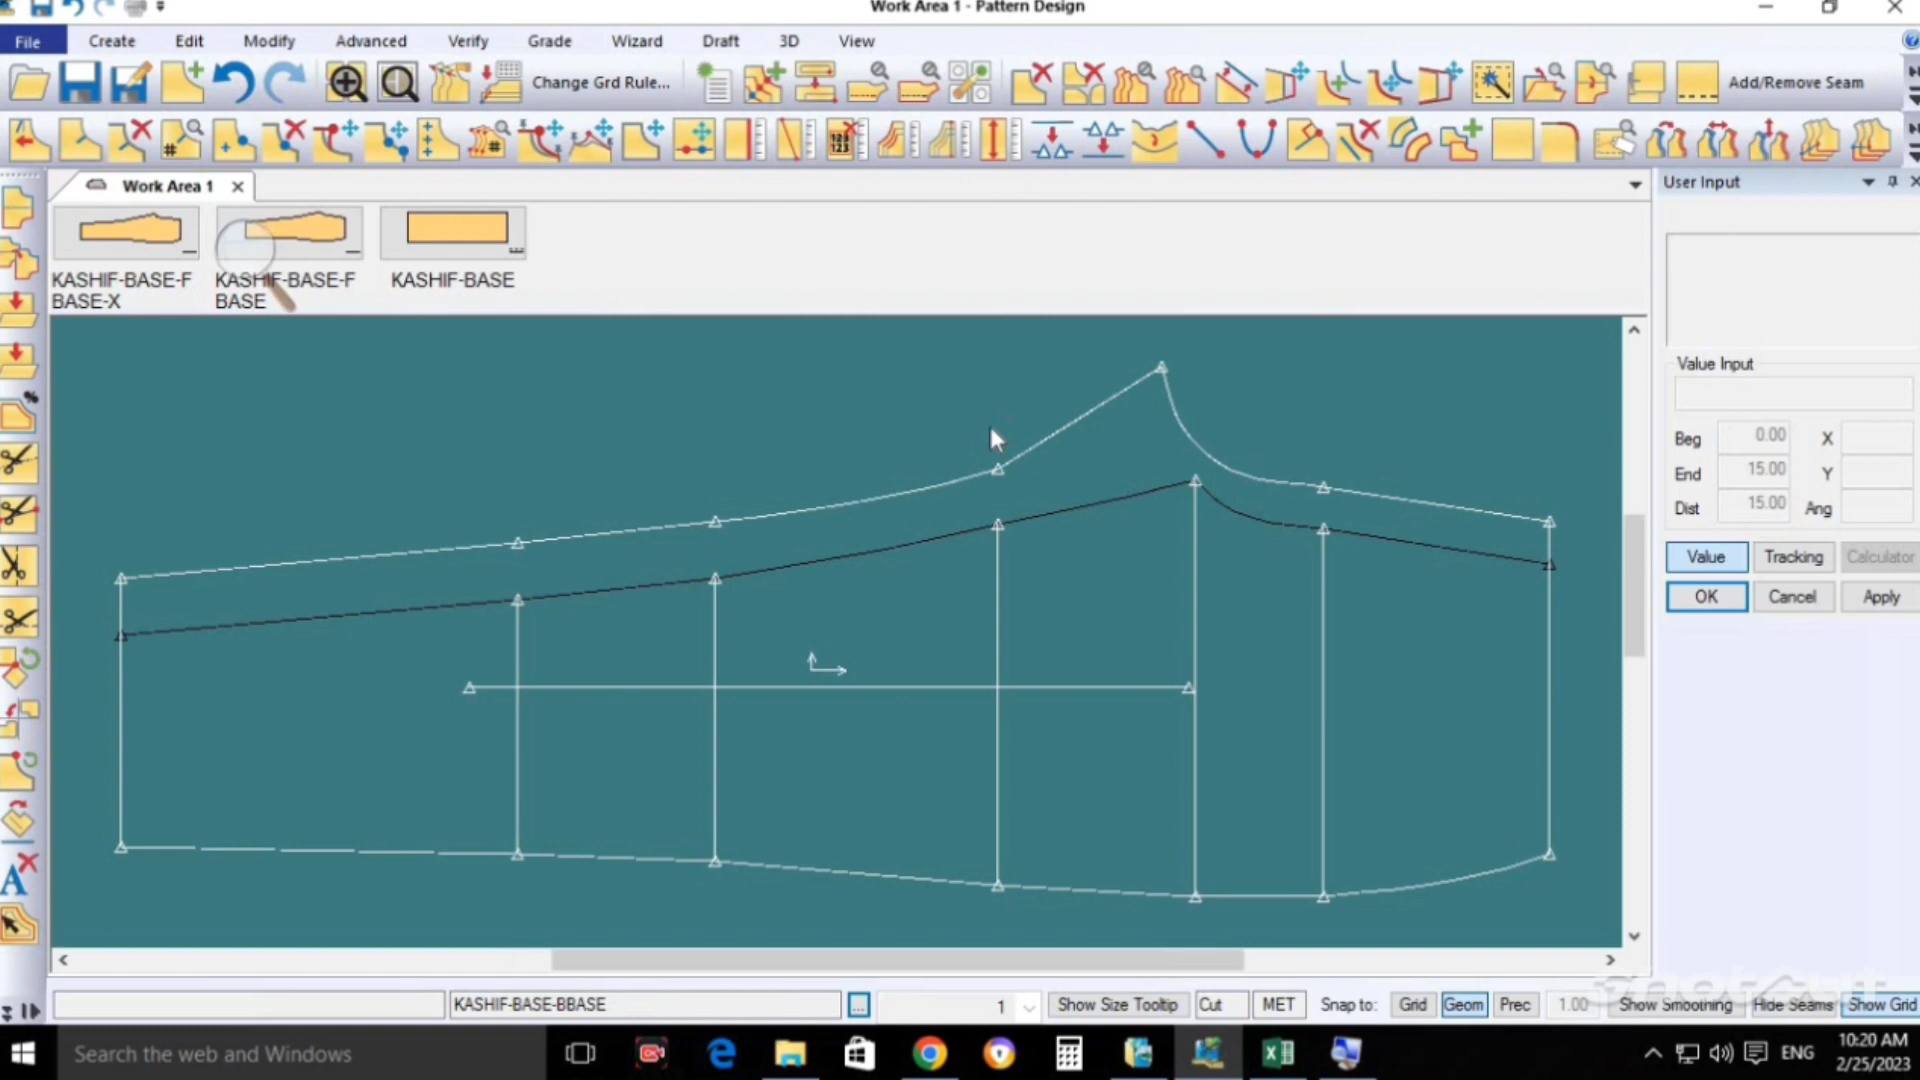 Work Area 1 - Pattern Design
File Create Edit Modify Advanced Verify Grade Wizard Draft 3D View
Change Grd Rule... Add/Remove Seam
Work Area 1
User Input
KASHIF-BASE-F
BASE-X
KASHIF-BASE-F
BASE
KASHIF-BASE
Value Input
Beg 0.00 X
End 15.00 Y
Dist 15.00 Ang
Value Tracking Calculator
OK Cancel Apply
KASHIF-BASE-BBASE ... 1 Show Size Tooltip Cut MET Snap to: Grid Geom Prec 1.00 Show Smoothing Hide Seams Show Grid
Search the web and Windows
ENG
10:20 AM
2/25/2023